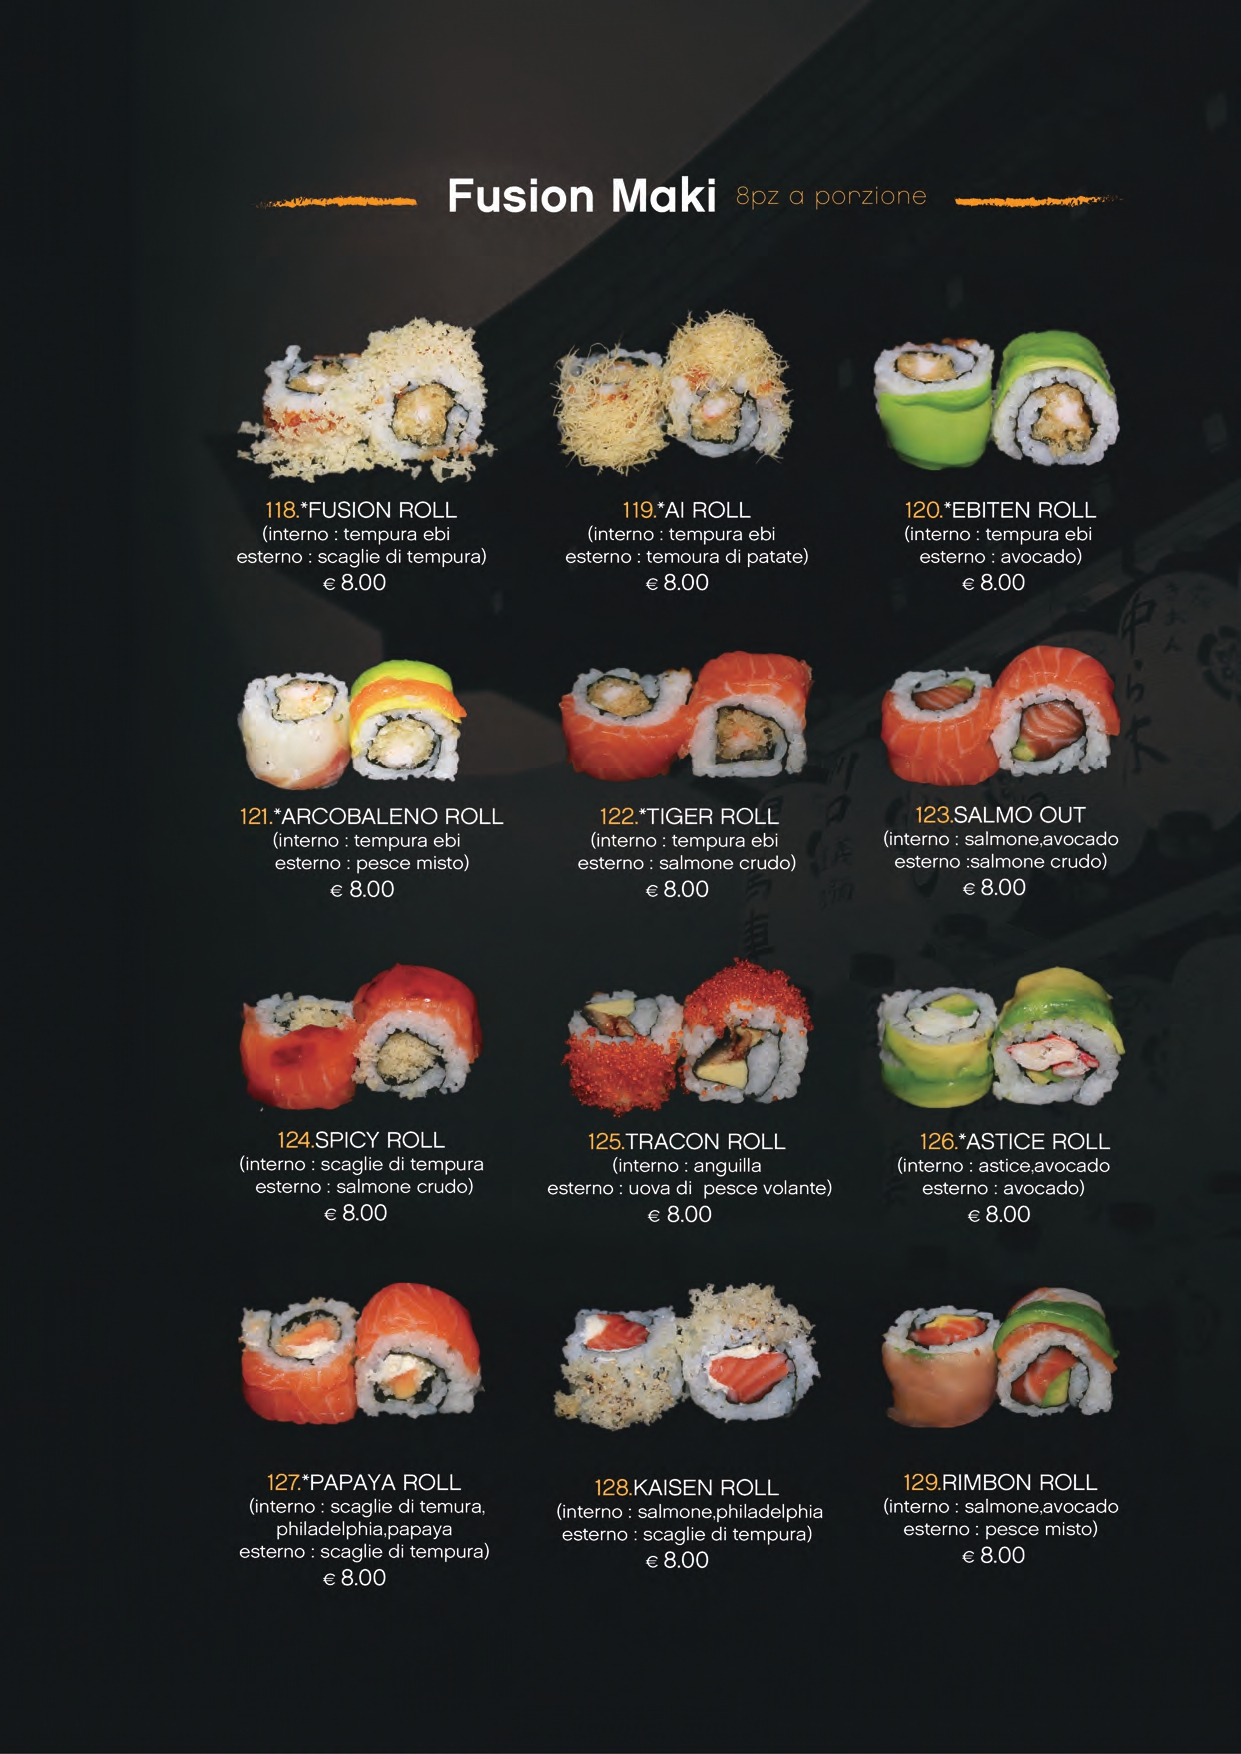 Fusion Maki 8pz a porzione
118.*FUSION ROLL
(interno : tempura ebi
esterno : scaglie di tempura)
€ 8.00
119.*AI ROLL
(interno : tempura ebi
esterno : temoura di patate)
€ 8.00
120.*EBITEN ROLL
(interno : tempura ebi
esterno : avocado)
€ 8.00
121.*ARCOBALENO ROLL
(interno : tempura ebi
esterno : pesce misto)
€ 8.00
122.*TIGER ROLL
(interno : tempura ebi
esterno : salmone crudo)
€ 8.00
123.SALMO OUT
(interno : salmone,avocado
esterno :salmone crudo)
€ 8.00
124.SPICY ROLL
(interno : scaglie di tempura
esterno : salmone crudo)
€ 8.00
125.TRACON ROLL
(interno : anguilla
esterno : uova di pesce volante)
€ 8.00
126.*ASTICE ROLL
(interno : astice,avocado
esterno : avocado)
€ 8.00
127.*PAPAYA ROLL
(interno : scaglie di temura,
philadelphia,papaya
esterno : scaglie di tempura)
€ 8.00
128.KAISEN ROLL
(interno : salmone,philadelphia
esterno : scaglie di tempura)
€ 8.00
129.RIMBON ROLL
(interno : salmone,avocado
esterno : pesce misto)
€ 8.00